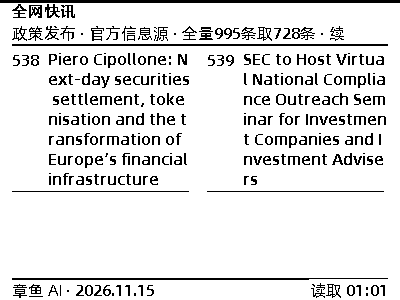 全网快讯
政策发布 · 官方信息源 · 全量995条取728条 · 续
538 Piero Cipollone: N
ext-day securities
settlement, toke
nisation and the t
ransformation of
Europe’s financial
infrastructure
539 SEC to Host Virtua
l National Complia
nce Outreach Sem
inar for Investmen
t Companies and I
nvestment Advise
rs
章鱼 AI · 2026.11.15
读取 01:01